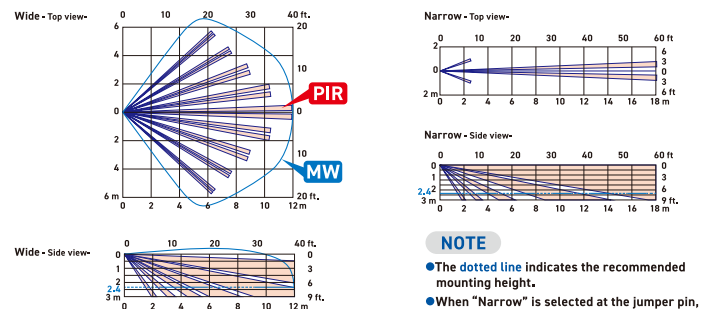 Wide - Top view-
0 10 20 30 40 ft.
6 20
4 10
2
PIR
0 0
2
10
4
MW
6 m 20 ft.
0 2 4 6 8 10 12 m
Wide - Side view-
0 10 20 30 40 ft.
0 0
1
2 6
2.4
3 m 9 ft.
0 2 4 6 8 10 12 m
Narrow - Top view-
0 10 20 30 40 50 60 ft
2 6
3
0 0
3
2 m 6 ft
0 2 4 6 8 10 12 14 16 18 m
Narrow - Side view-
0 10 20 30 40 50 60 ft
0 0
1 3
2.4 2 6
3 m 9 ft.
0 2 4 6 8 10 12 14 16 18 m
NOTE
●The dotted line indicates the recommended
mounting height.
●When “Narrow” is selected at the jumper pin,